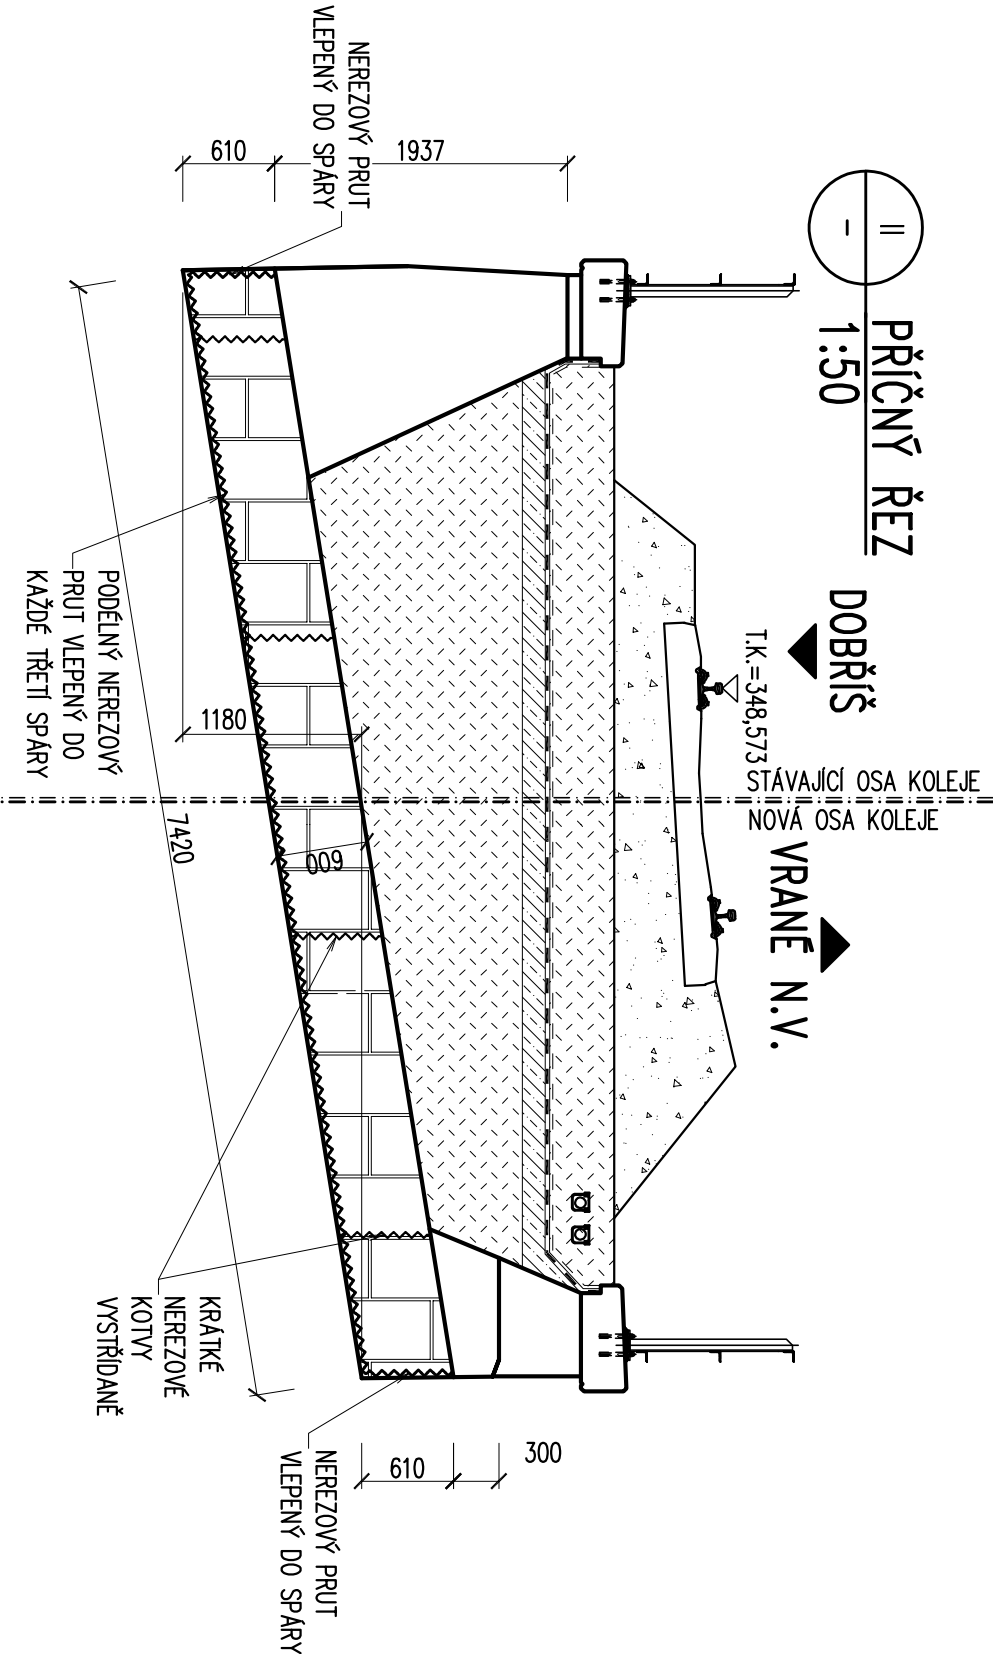 II
-
PŘÍČNÝ ŘEZ
1:50
DOBŘÍŠ
VRANÉ N.V.
T.K.=348,573
STÁVAJÍCÍ OSA KOLEJE
NOVÁ OSA KOLEJE
NEREZOVÝ PRUT
VLEPENÝ DO SPÁRY
610
1937
1180
600
7420
PODÉLNÝ NEREZOVÝ
PRUT VLEPENÝ DO
KAŽDÉ TŘETÍ SPÁRY
KRÁTKÉ
NEREZOVÉ
KOTVY
VYSTŘÍDANĚ
300
610
NEREZOVÝ PRUT
VLEPENÝ DO SPÁRY